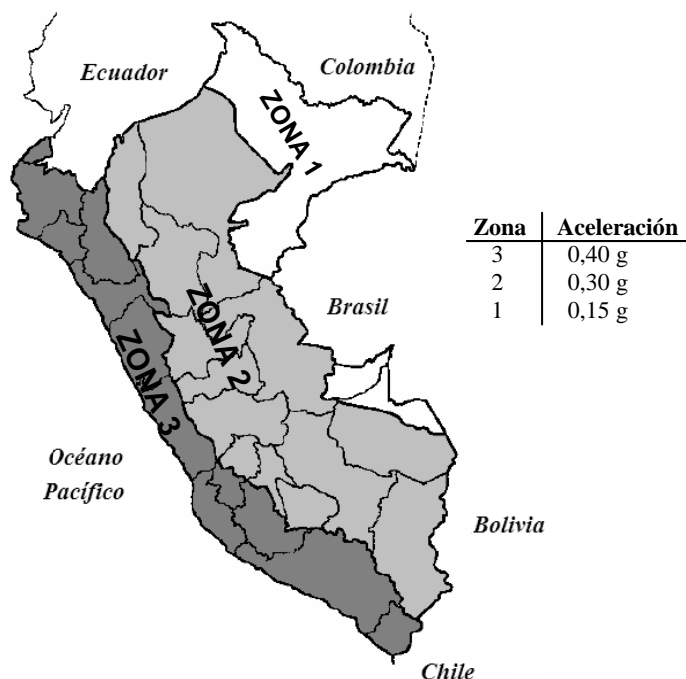 Ecuador
Colombia
ZONA 1
Zona Aceleración
3 0,40 g
2 0,30 g
1 0,15 g
Brasil
ZONA 2
ZONA 3
Océano
Pacífico
Bolivia
Chile